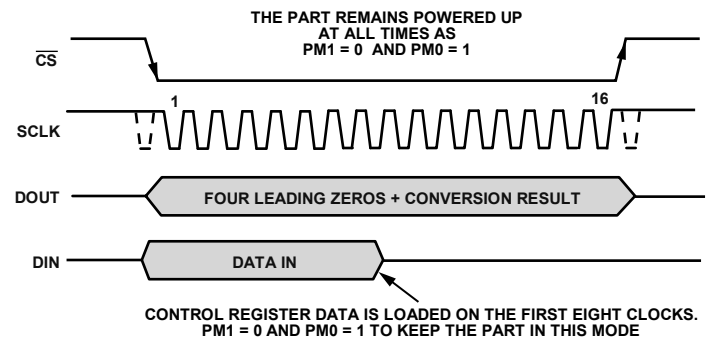 THE PART REMAINS POWERED UP
AT ALL TIMES AS
PM1 = 0 AND PM0 = 1
CS
1
16
SCLK
DOUT
FOUR LEADING ZEROS + CONVERSION RESULT
DIN
DATA IN
CONTROL REGISTER DATA IS LOADED ON THE FIRST EIGHT CLOCKS.
PM1 = 0 AND PM0 = 1 TO KEEP THE PART IN THIS MODE